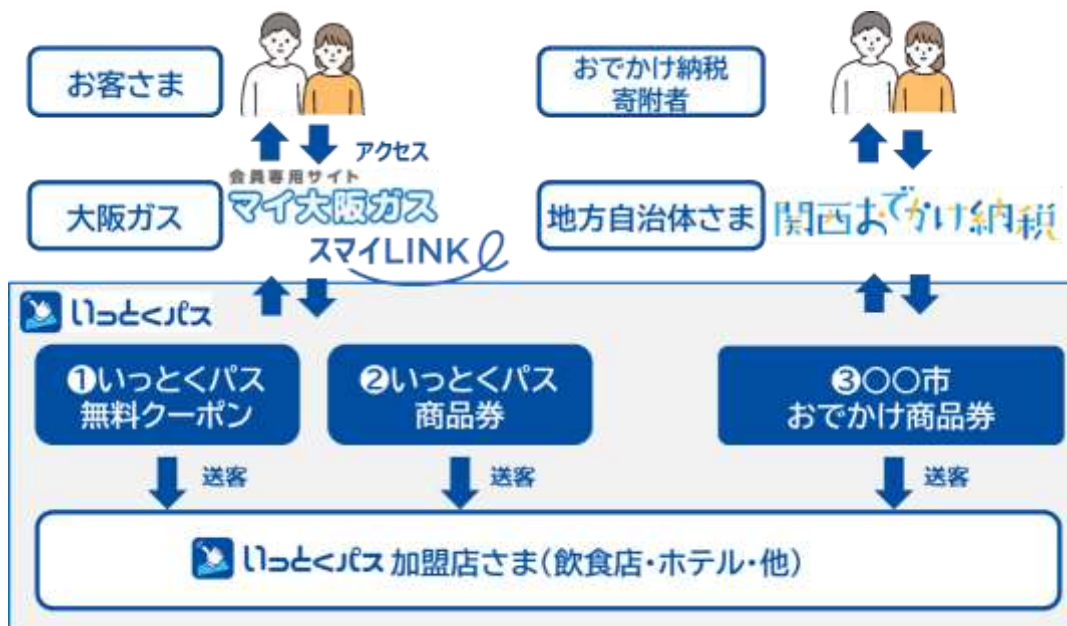 お客さま
おでかけ納税
寄附者
アクセス
大阪ガス
会員専用サイト
マイ大阪ガス
スマイLINK
地方自治体さま
関西おでかけ納税
いっとくパス
❶いっとくパス
無料クーポン
❷いっとくパス
商品券
❸〇〇市
おでかけ商品券
送客
送客
送客
いっとくパス 加盟店さま(飲食店・ホテル・他)